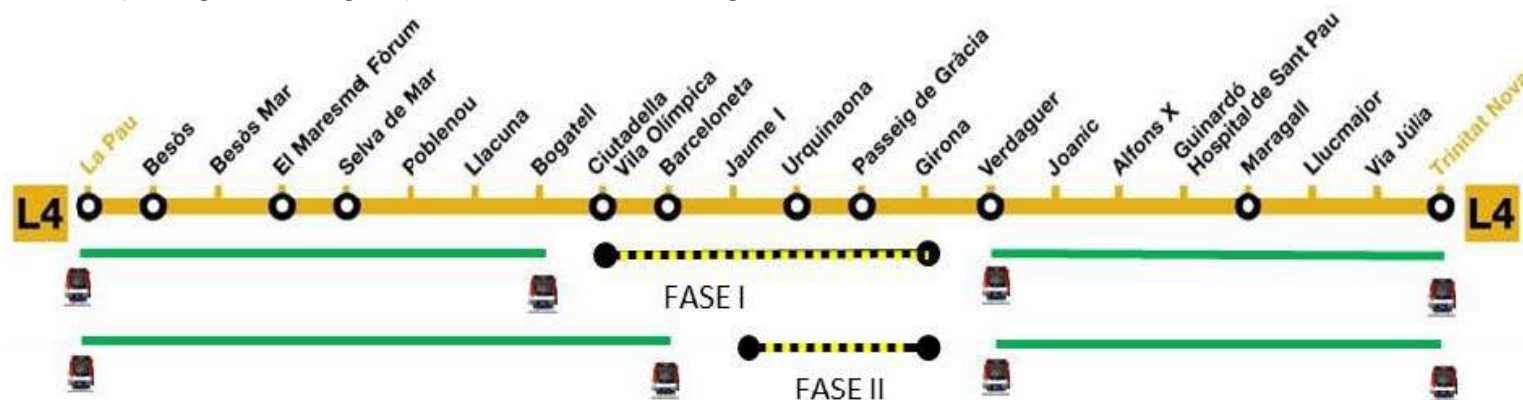 La Pau
Besòs
Besòs Mar
El Maresmel Fòrum
Selva de Mar
Poblenou
Llacuna
Bogatell
Ciutadella
Vila Olímpica
Barceloneta
Jaume I
Urquinaona
Passeig de Gràcia
Girona
Verdaguer
Joanic
Alfons X
Guinardó
Hospital de Sant Pau
Maragall
Llucmajor
Via Júlia
Trinitat Nova
L4
L4
FASE I
FASE II